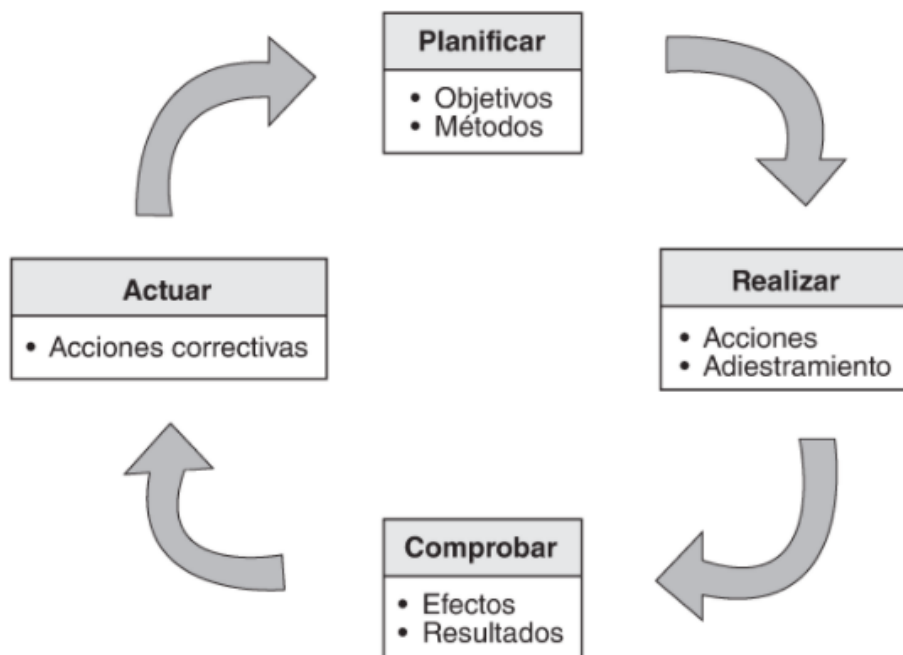 Planificar
• Objetivos
• Métodos
Realizar
• Acciones
• Adiestramiento
Comprobar
• Efectos
• Resultados
Actuar
• Acciones correctivas